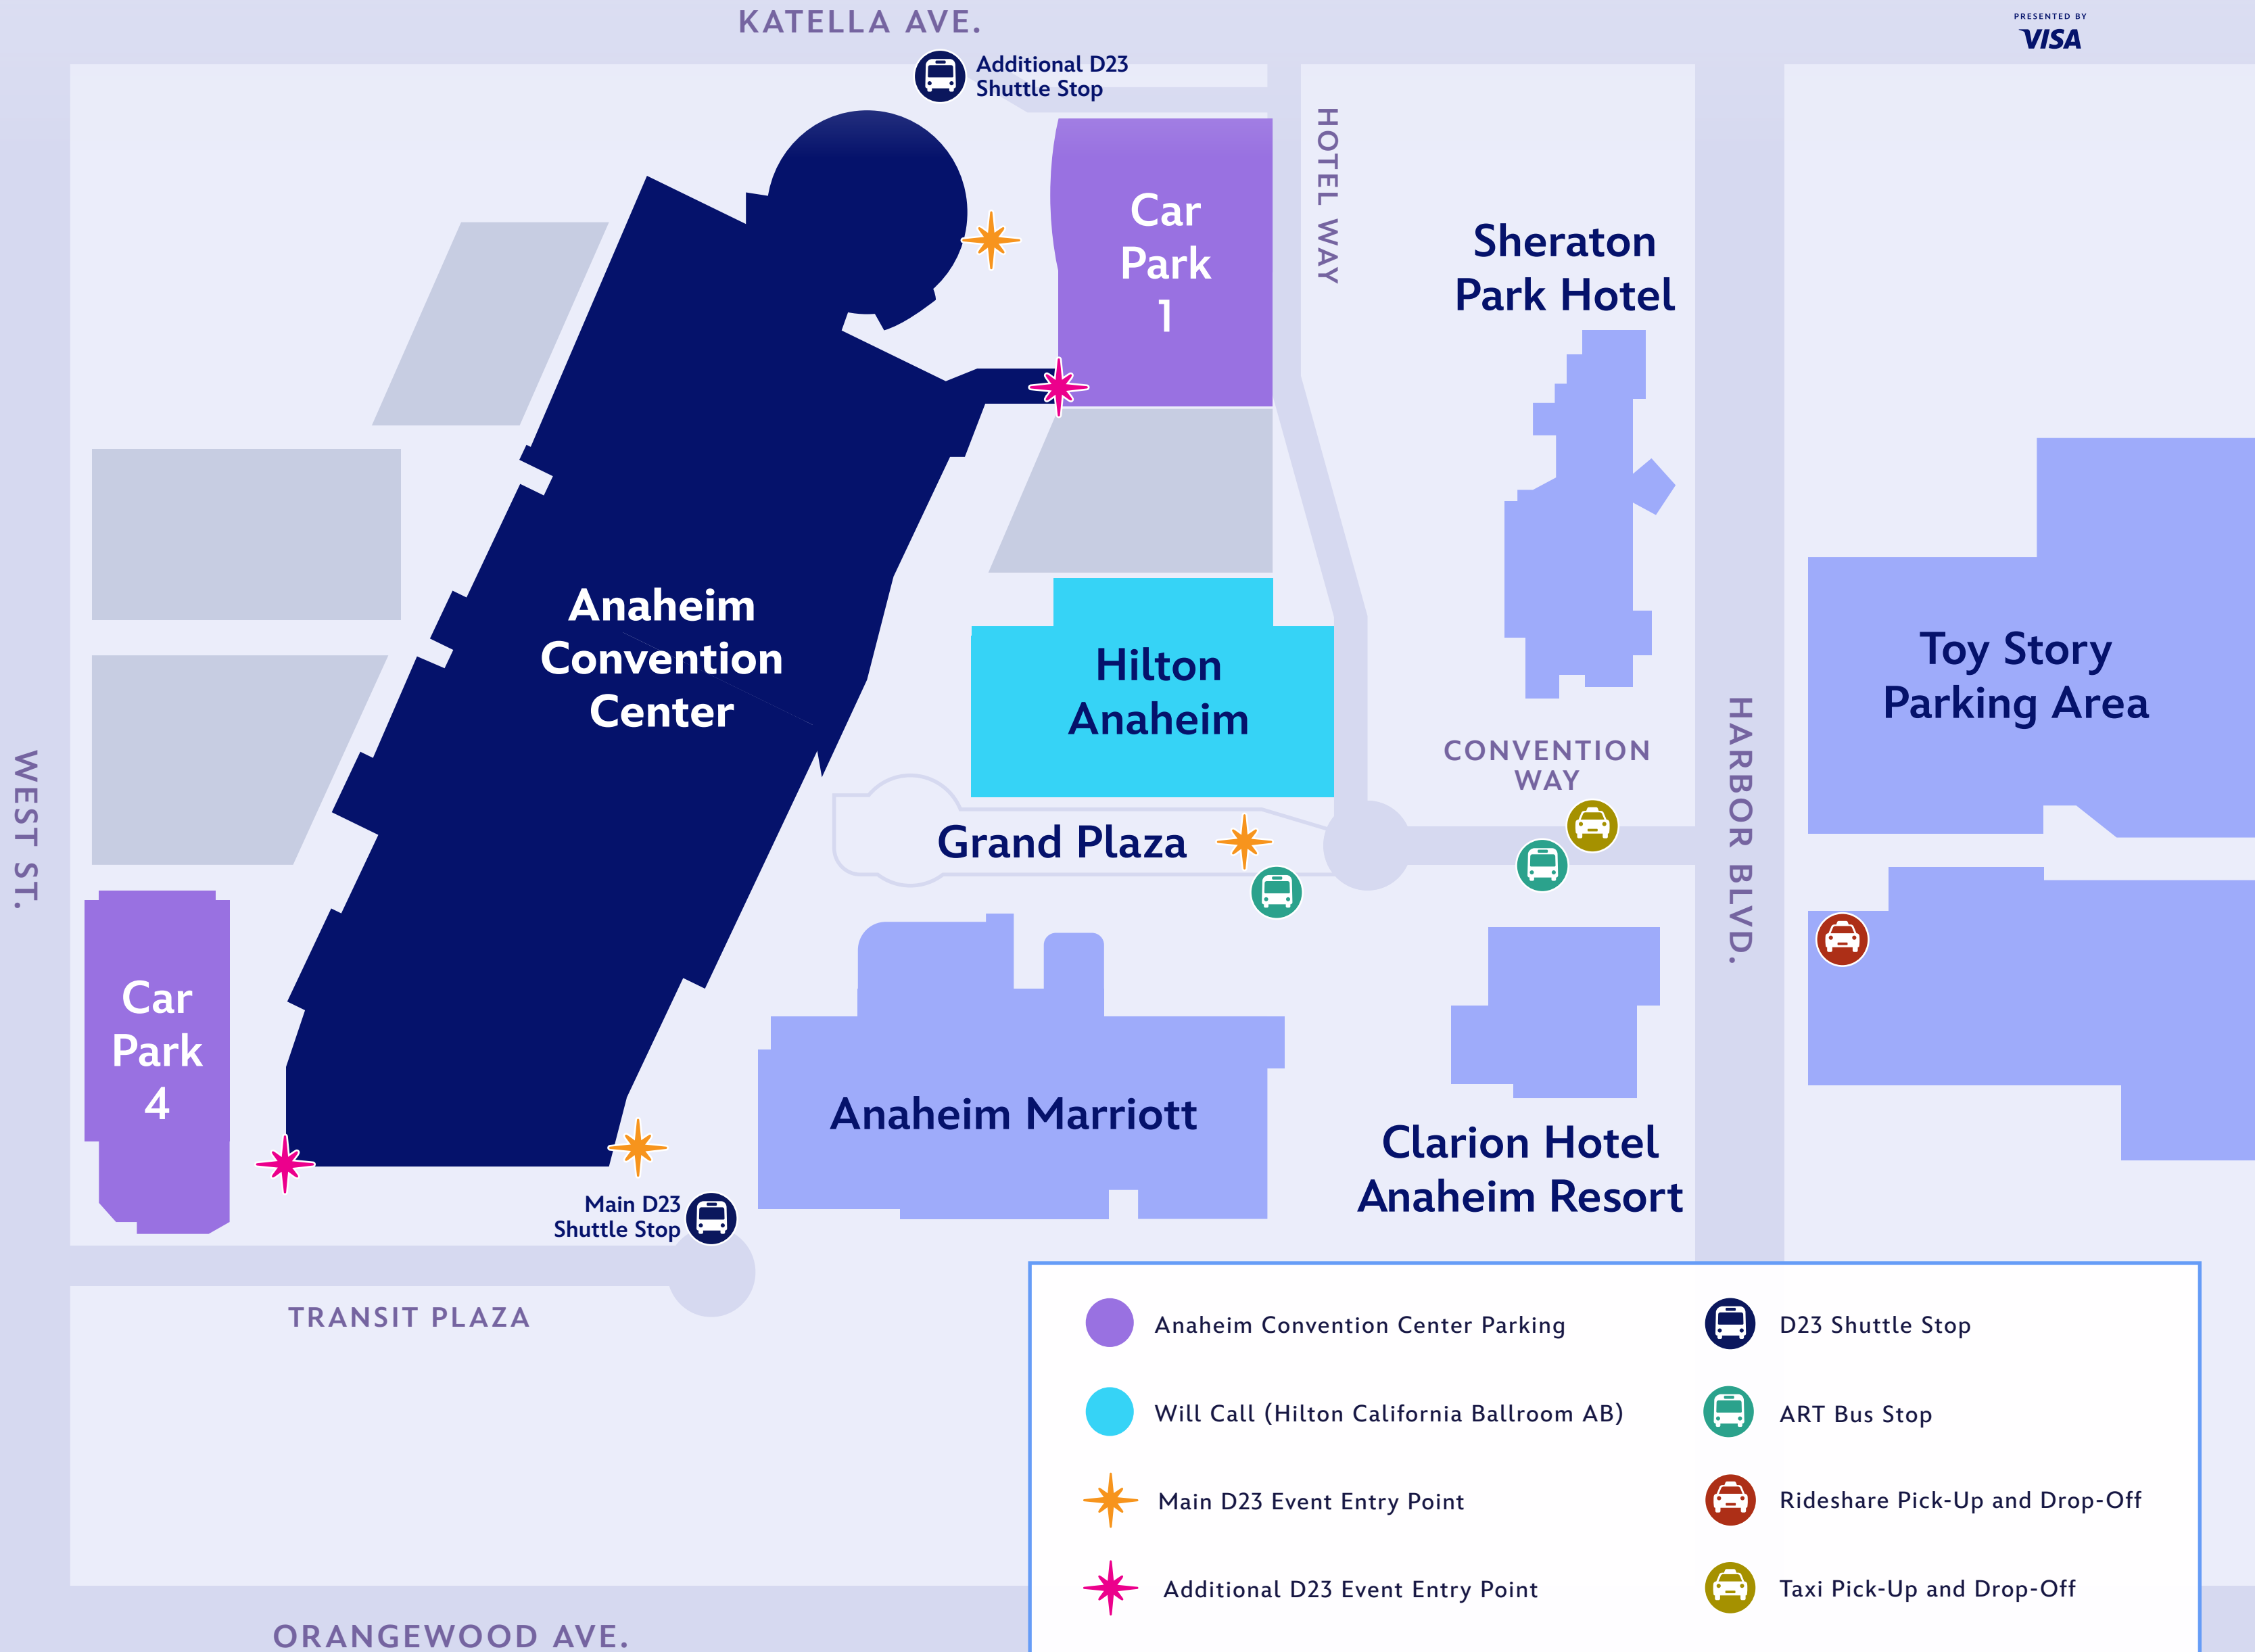 KATELLA AVE.
PRESENTED BY
VISA
Additional D23
Shuttle Stop
HOTEL WAY
Car
Park
1
Sheraton
Park Hotel
Anaheim
Convention
Center
Hilton
Anaheim
Toy Story
Parking Area
WEST ST.
CONVENTION
WAY
HARBOR BLVD.
Grand Plaza
Car
Park
4
Anaheim Marriott
Clarion Hotel
Anaheim Resort
Main D23
Shuttle Stop
TRANSIT PLAZA
Anaheim Convention Center Parking
Will Call (Hilton California Ballroom AB)
Main D23 Event Entry Point
Additional D23 Event Entry Point
D23 Shuttle Stop
ART Bus Stop
Rideshare Pick-Up and Drop-Off
Taxi Pick-Up and Drop-Off
ORANGEWOOD AVE.